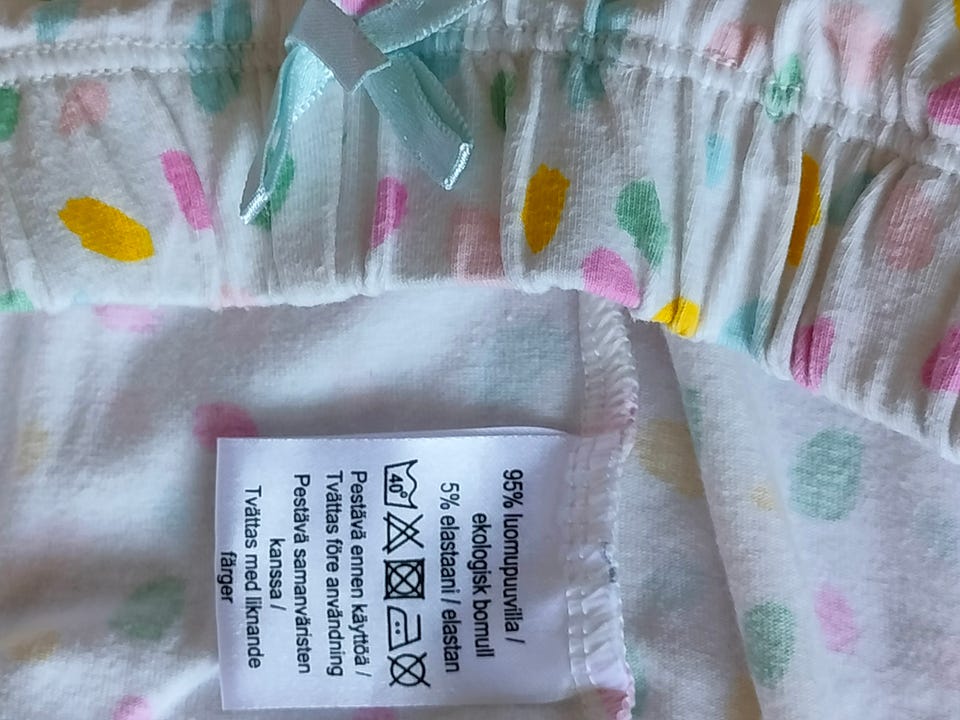 95% luomupuuvilla /
ekologisk bomull
5% elastaani / elastan
40°
Pestävä ennen käyttöä /
Tvättas före användning
Pestävä samanväristen
kanssa /
Tvättas med liknande
färger